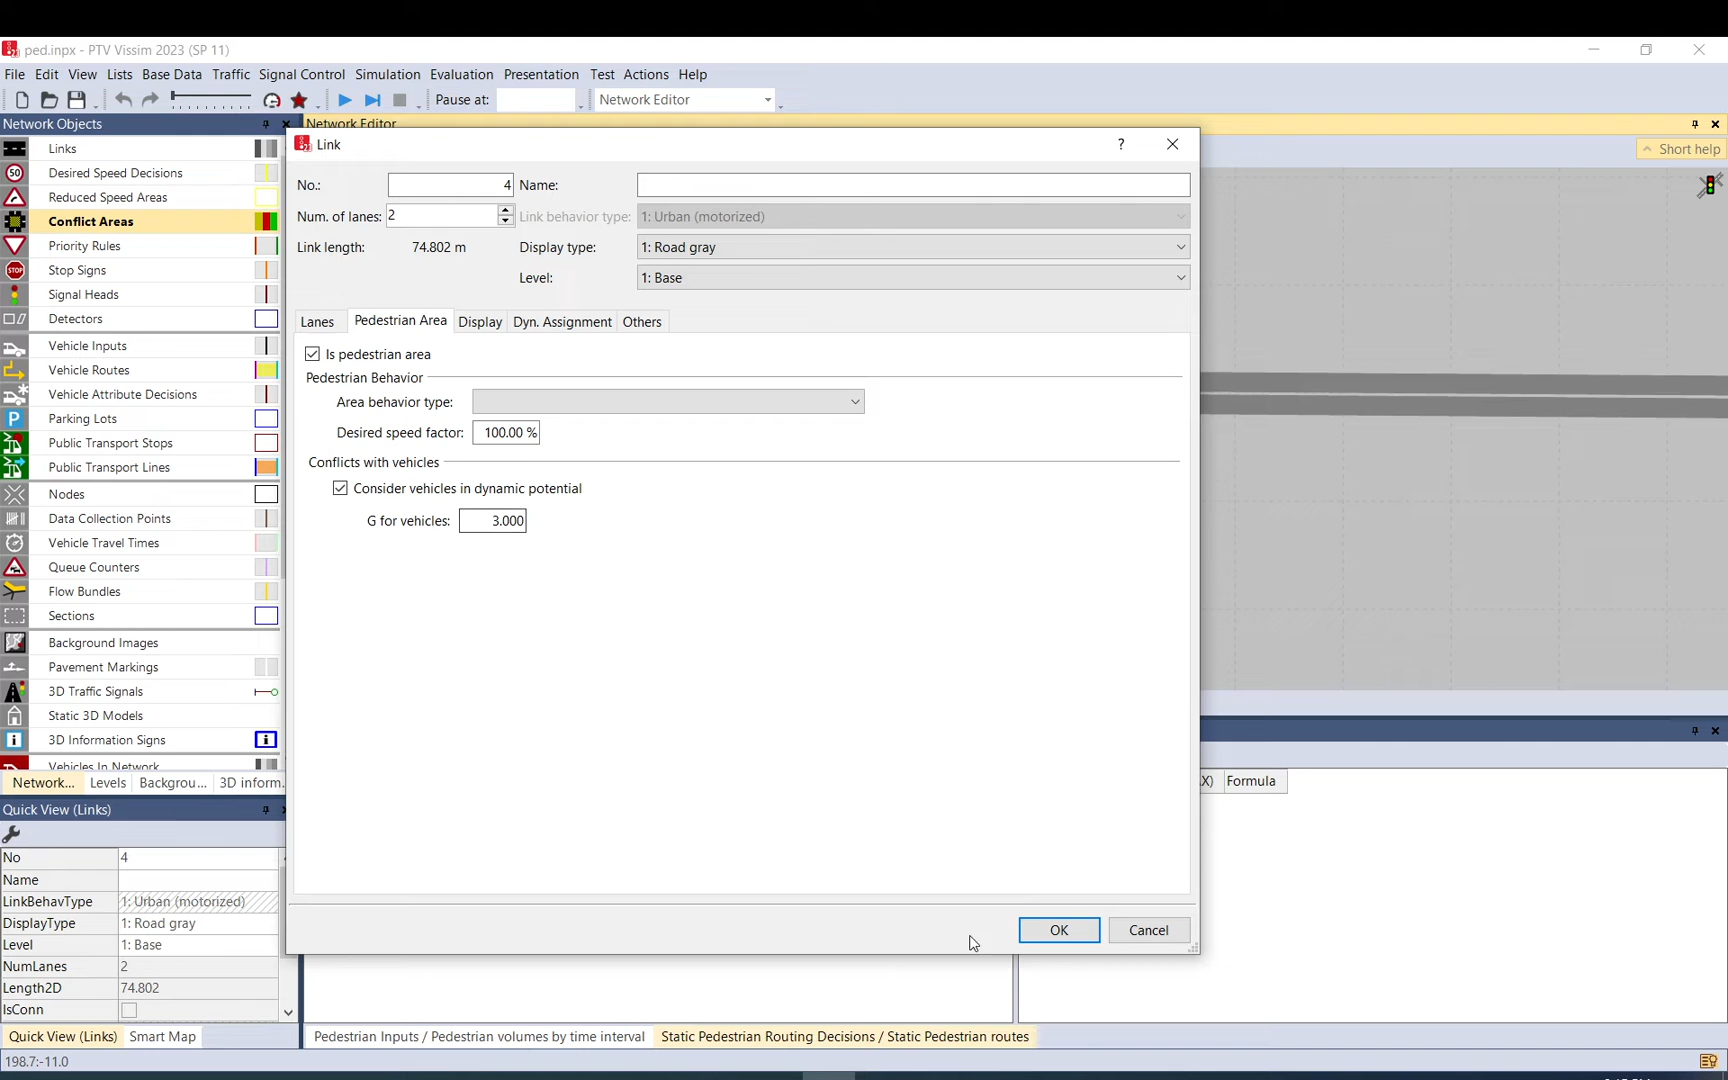 ped.inpx - PTV Vissim 2023 (SP 11)
File Edit View Lists Base Data Traffic Signal Control Simulation Evaluation Presentation Test Actions Help
Pause at: Network Editor
Network Objects
Network Editor
Short help
Links
Desired Speed Decisions
50
Reduced Speed Areas
Conflict Areas
Priority Rules
Stop Signs
STOP
Signal Heads
Detectors
Vehicle Inputs
Vehicle Routes
Vehicle Attribute Decisions
Parking Lots
P
Public Transport Stops
Public Transport Lines
Nodes
Data Collection Points
Vehicle Travel Times
Queue Counters
Flow Bundles
Sections
Background Images
Pavement Markings
3D Traffic Signals
Static 3D Models
3D Information Signs
Vehicles In Network
Network... Levels Backgrou... 3D inform.
Link
?
No.: 4 Name:
Num. of lanes: 2 Link behavior type: 1: Urban (motorized)
Link length: 74.802 m Display type: 1: Road gray
Level: 1: Base
Lanes Pedestrian Area Display Dyn. Assignment Others
Is pedestrian area
Pedestrian Behavior
Area behavior type:
Desired speed factor: 100.00 %
Conflicts with vehicles
Consider vehicles in dynamic potential
G for vehicles: 3.000
OK Cancel
X) Formula
Quick View (Links)
No 4
Name
LinkBehavType 1: Urban (motorized)
DisplayType 1: Road gray
Level 1: Base
NumLanes 2
Length2D 74.802
IsConn
Quick View (Links) Smart Map
Pedestrian Inputs / Pedestrian volumes by time interval Static Pedestrian Routing Decisions / Static Pedestrian routes
198.7:-11.0